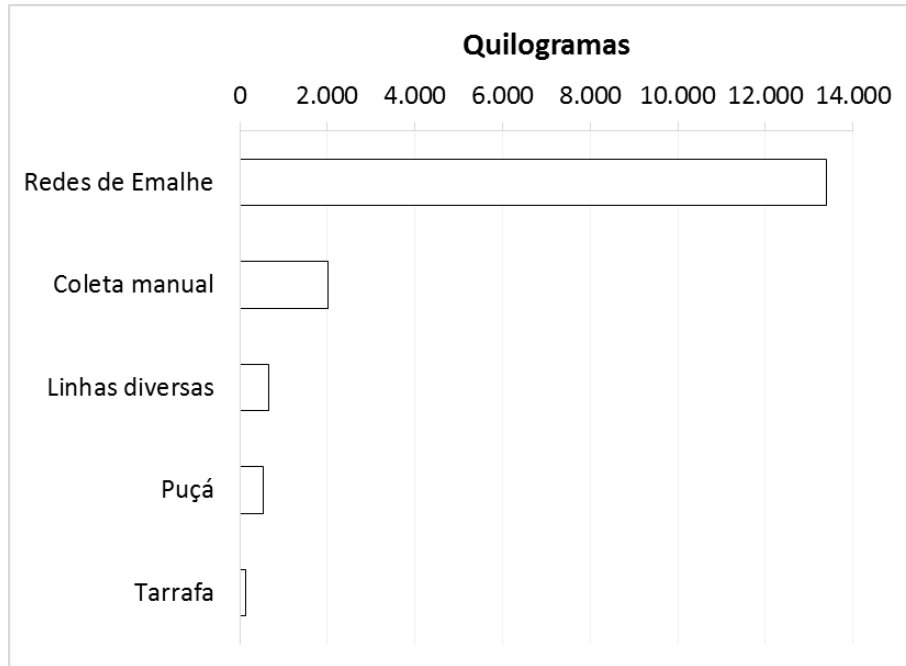 Quilogramas
0 2.000 4.000 6.000 8.000 10.000 12.000 14.000
Redes de Emalhe
Coleta manual
Linhas diversas
Puçá
Tarrafa